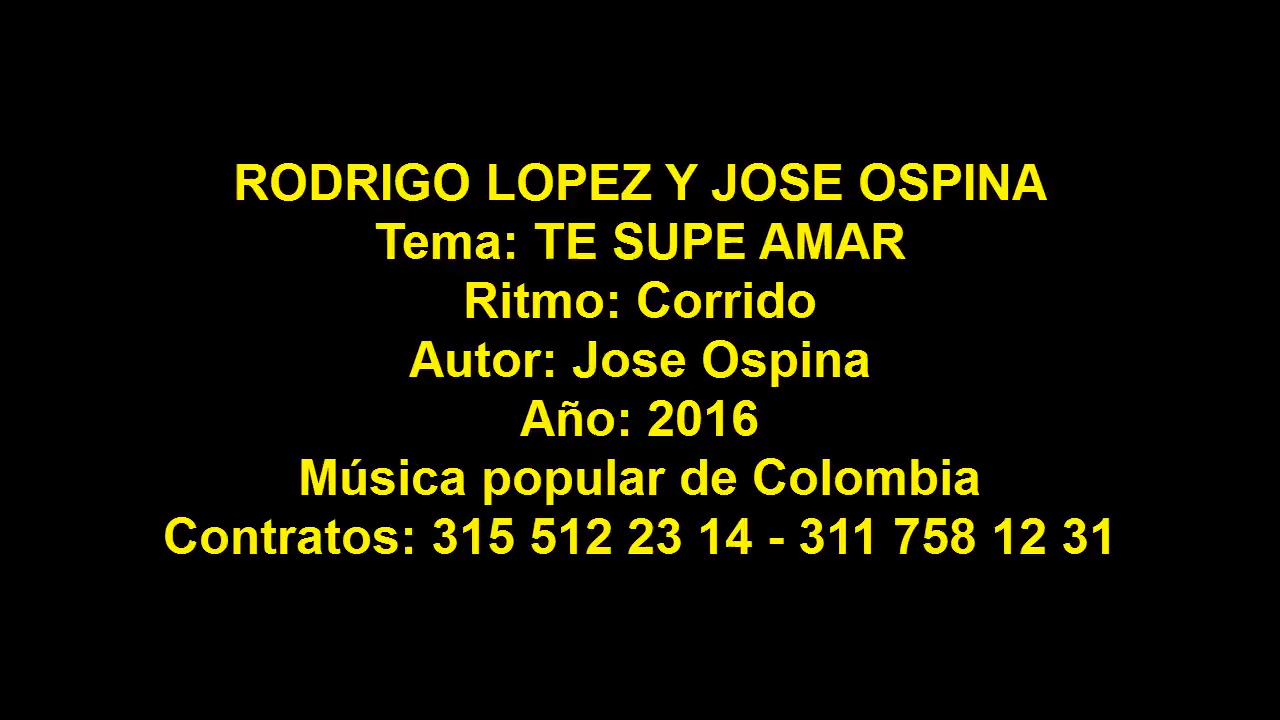 RODRIGO LOPEZ Y JOSE OSPINA
Tema: TE SUPE AMAR
Ritmo: Corrido
Autor: Jose Ospina
Año: 2016
Música popular de Colombia
Contratos: 315 512 23 14 - 311 758 12 31